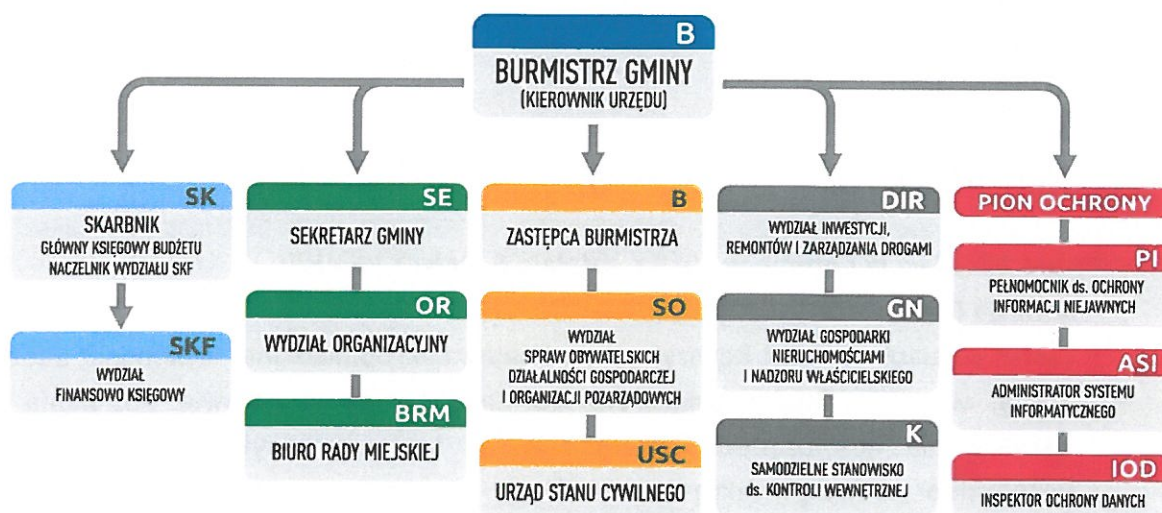 B
BURMISTRZ GMINY
(KIEROWNIK URZĘDU)
SK
SKARBNIK
GŁÓWNY KSIĘGOWY BUDŻETU
NACZELNIK WYDZIAŁU SKF
SKF
WYDZIAŁ
FINANSOWO KSIĘGOWY
SE
SEKRETARZ GMINY
OR
WYDZIAŁ ORGANIZACYJNY
BRM
BIURO RADY MIEJSKIEJ
B
ZASTĘPCA BURMISTRZA
SO
WYDZIAŁ
SPRAW OBYWATELSKICH
DZIAŁALNOŚCI GOSPODARCZEJ
I ORGANIZACJI POZARZĄDOWYCH
USC
URZĄD STANU CYWILNEGO
DIR
WYDZIAŁ INWESTYCJI,
REMONTÓW I ZARZĄDZANIA DROGAMI
GN
WYDZIAŁ GOSPODARKI
NIERUCHOMOŚCIAMI
I NADZORU WŁAŚCICIELSKIEGO
K
SAMODZIELNE STANOWISKO
ds. KONTROLI WEWNĘTRZNEJ
PION OCHRONY
PI
PEŁNOMOCNIK ds. OCHRONY
INFORMACJI NIEJAWNYCH
ASI
ADMINISTRATOR SYSTEMU
INFORMATYCZNEGO
IOD
INSPEKTOR OCHRONY DANYCH